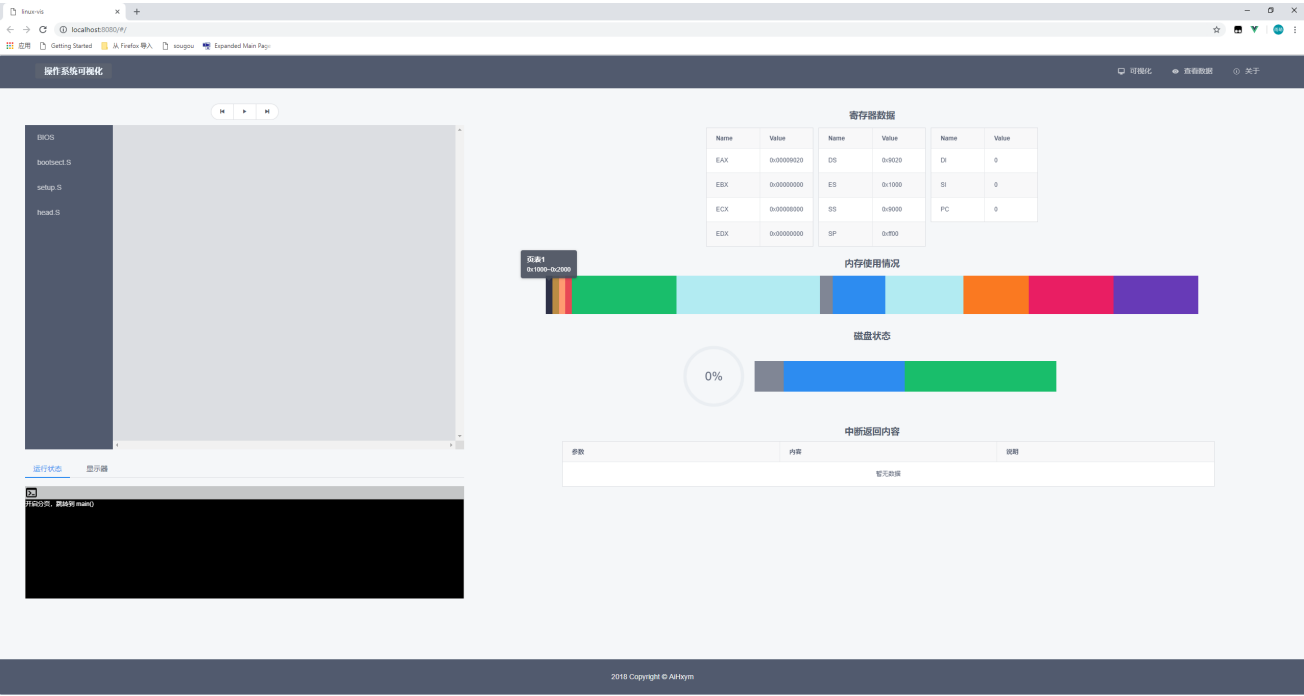 linux-vis
localhost:8080/#/
应用 Getting Started 从 Firefox 导入 sougou Expanded Main Page
操作系统可视化 可视化 查看数据 关于
BIOS
bootsect.S
setup.S
head.S
运行状态 显示器
开启分页，跳转到 main()
寄存器数据
Name Value Name Value Name Value
EAX 0x00009020 DS 0x9020 DI 0
EBX 0x00000000 ES 0x1000 SI 0
ECX 0x00008000 SS 0x9000 PC 0
EDX 0x00000000 SP 0xff00
页表1
0x1000~0x2000
内存使用情况
磁盘状态
0%
中断返回内容
参数 内容 说明
暂无数据
2018 Copyright © AiHxym